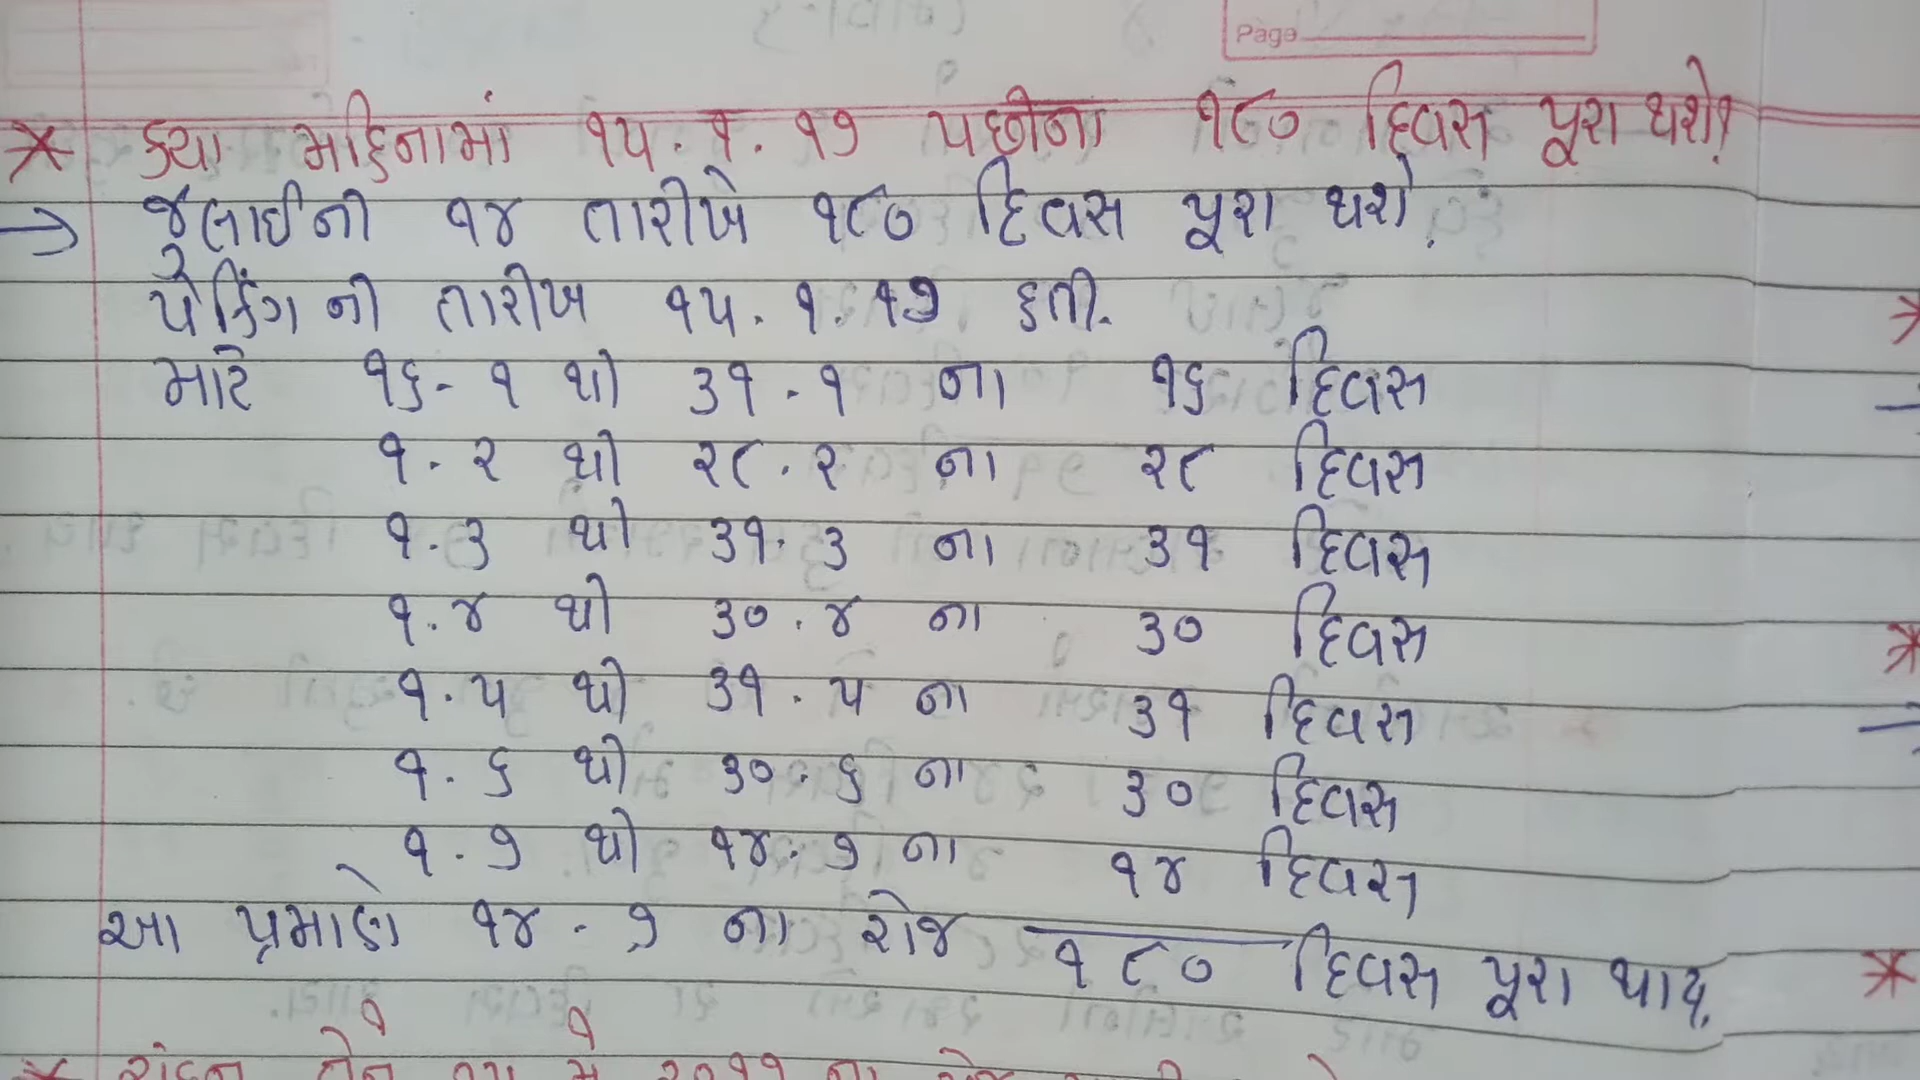 Page
* કયા મહિનામાં ૧૫.૧.૧૭ પછીના ૧૮૦ દિવસ પૂરા થશે?
→ જુલાઈની ૧૪ તારીખે ૧૮૦ દિવસ પૂરા થશે.
પેકિંગ ની તારીખ ૧૫.૧.૧૭ હતી.
માટે ૧૬-૧ થી ૩૧.૧ ના ૧૬ દિવસ
૧.૨ થી ૨૮.૨ ના ૨૮ દિવસ
૧.૩ થી ૩૧.૩ ના ૩૧ દિવસ
૧.૪ થી ૩૦.૪ ના ૩૦ દિવસ
૧.૫ થી ૩૧.૫ ના ૩૧ દિવસ
૧.૬ થી ૩૦.૬ ના ૩૦ દિવસ
૧.૭ થી ૧૪.૭ ના ૧૪ દિવસ
આ પ્રમાણે ૧૪.૭ ના રોજ ૧૮૦ દિવસ પૂરા થાય.